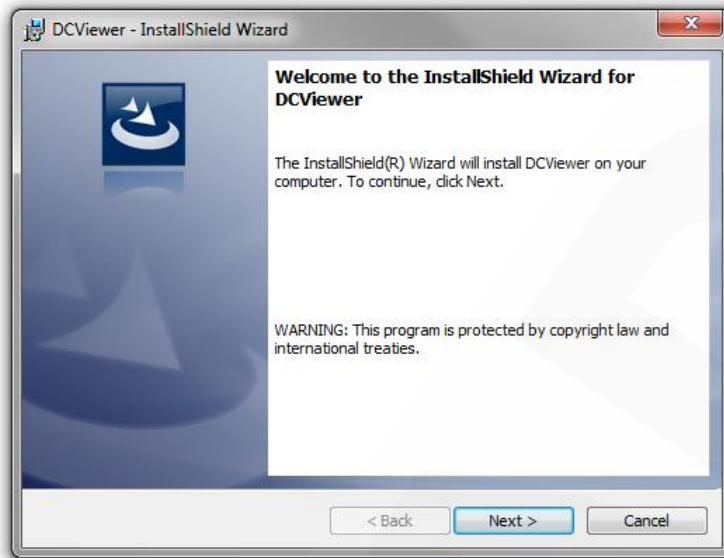 DCViewer - InstallShield Wizard
Welcome to the InstallShield Wizard for
DCViewer
The InstallShield(R) Wizard will install DCViewer on your
computer. To continue, click Next.
WARNING: This program is protected by copyright law and
international treaties.
< Back Next > Cancel